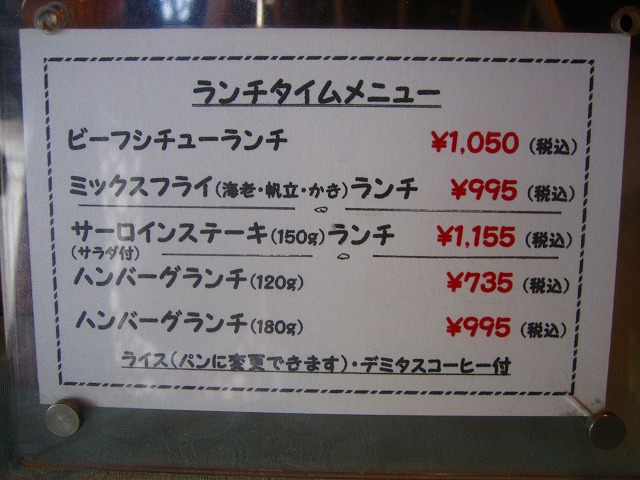 ランチタイムメニュー
ビーフシチューランチ ¥1,050 (税込)
ミックスフライ(海老・帆立・かき)ランチ ¥995 (税込)
サーロインステーキ(150g)ランチ ¥1,155 (税込)
(サラダ付)
ハンバーグランチ(120g) ¥735 (税込)
ハンバーグランチ(180g) ¥995 (税込)
ライス(パンに変更できます)・デミタスコーヒー付